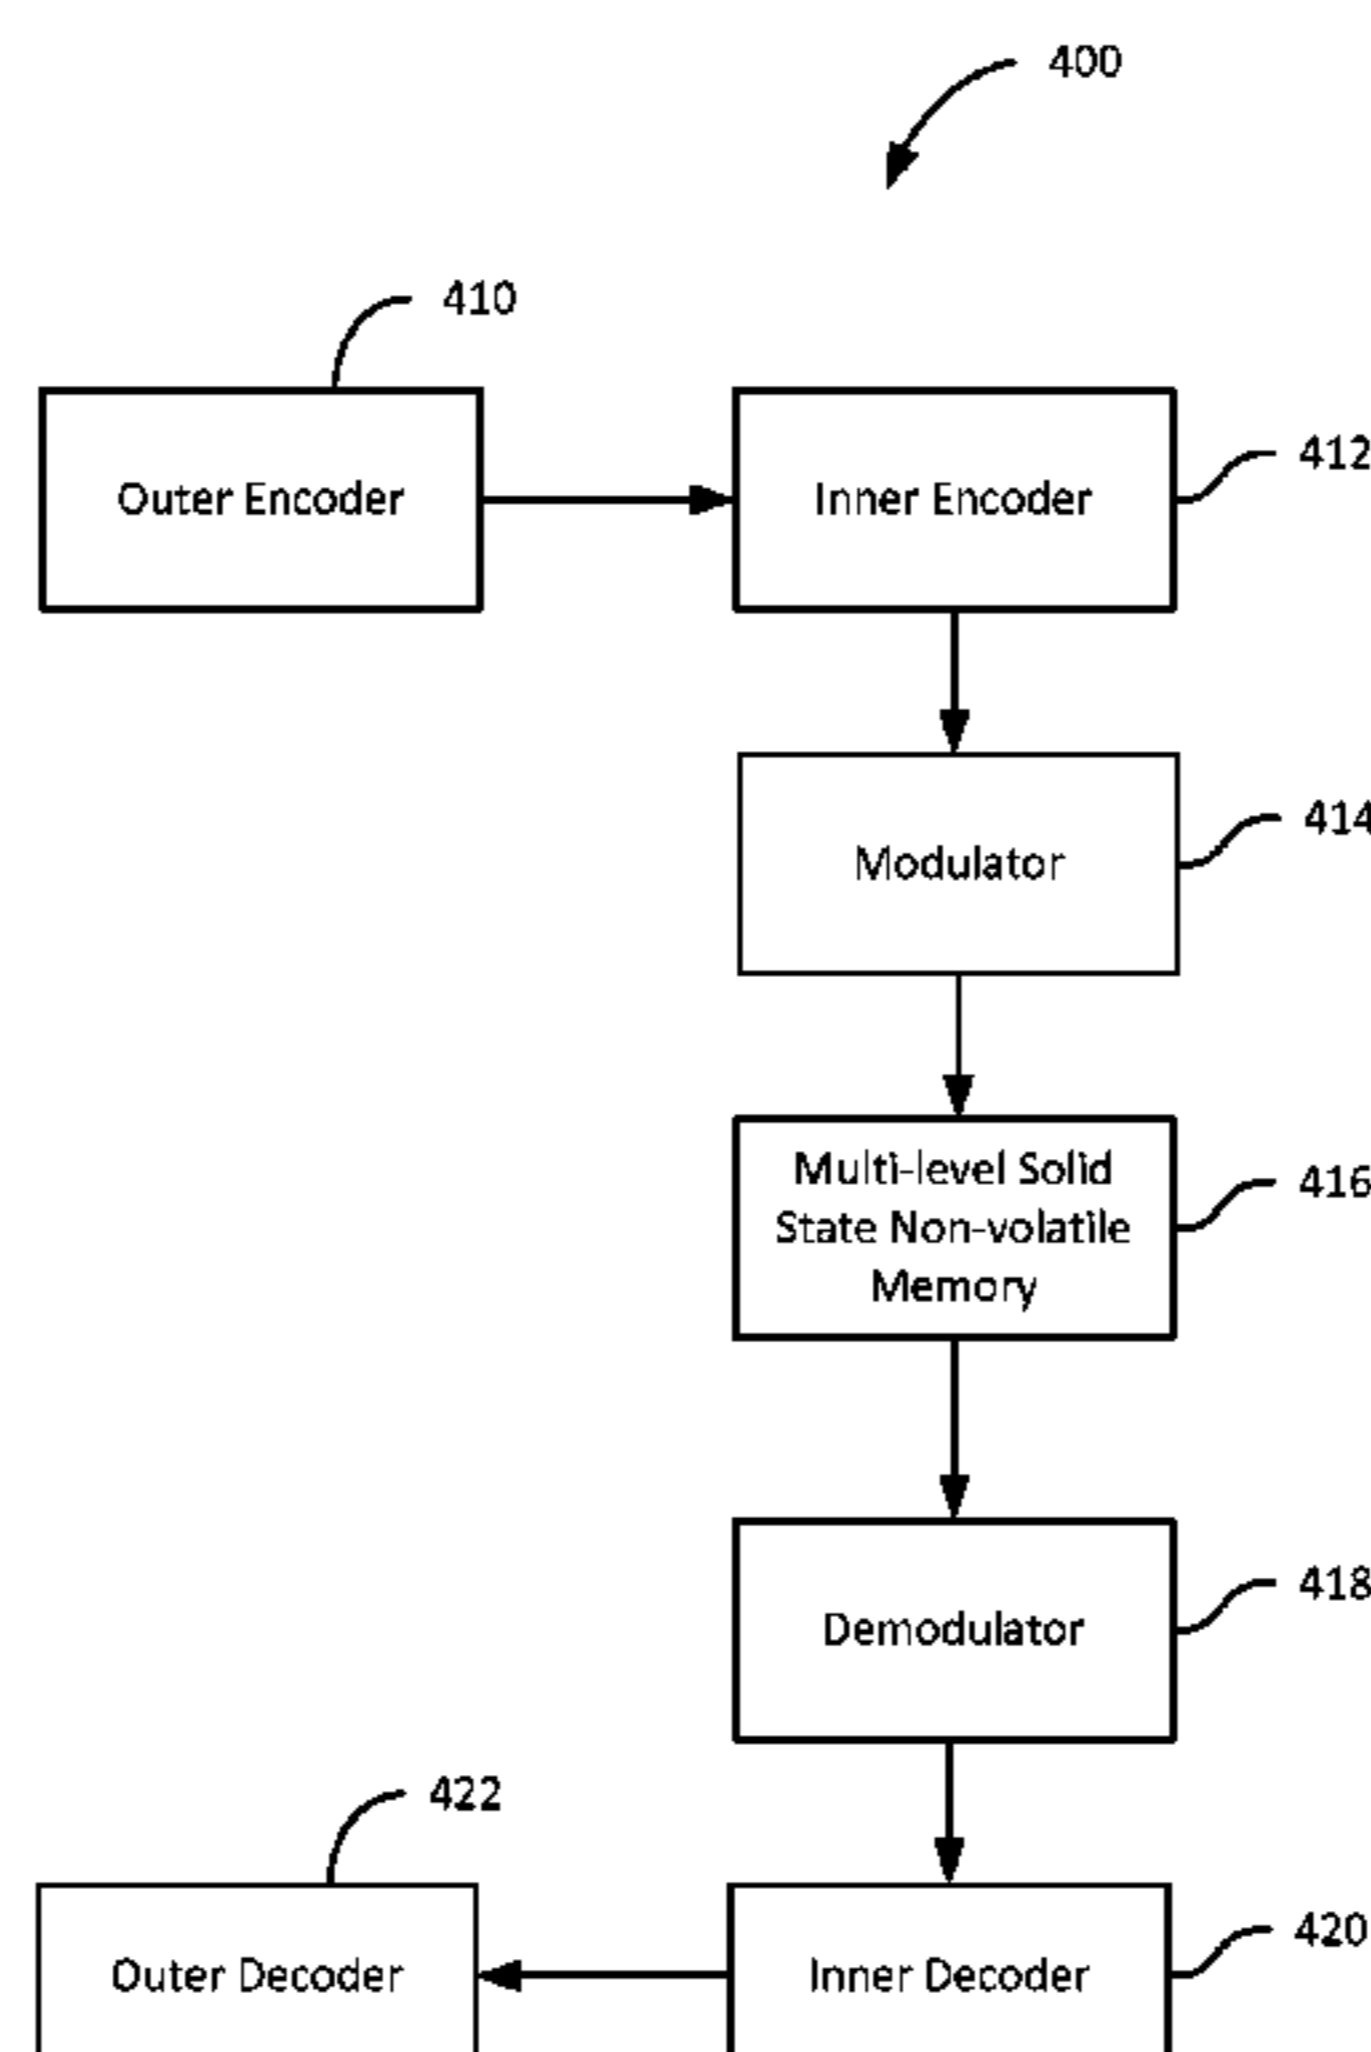 400
410
Outer Encoder
Inner Encoder
412
Modulator
414
Multi-level Solid
State Non-volatile
Memory
416
Demodulator
418
422
Outer Decoder
Inner Decoder
420